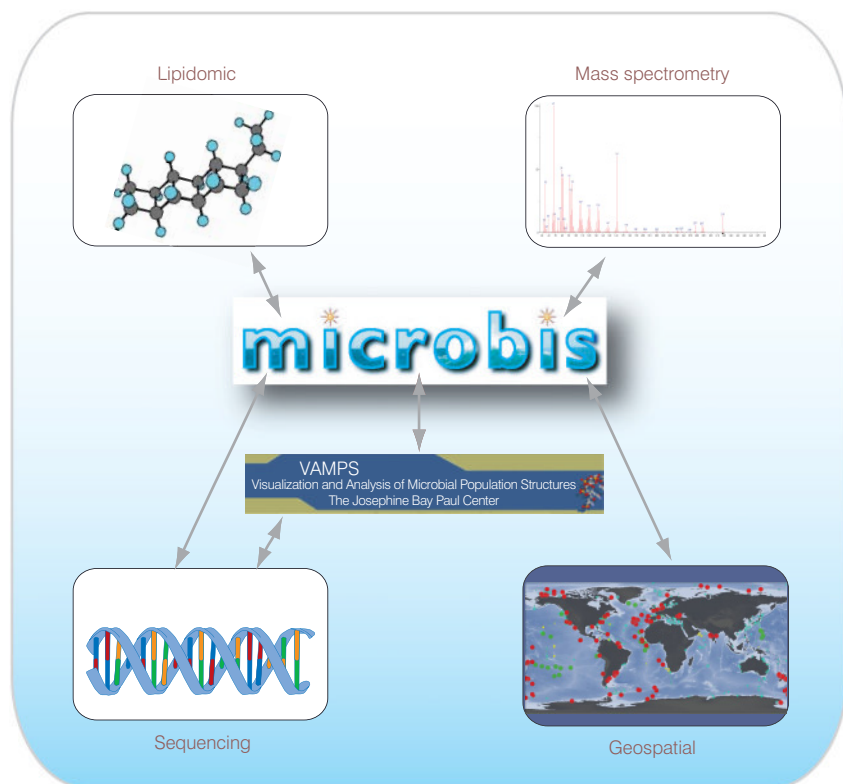 Lipidomic
Mass spectrometry
microbis
VAMPS
Visualization and Analysis of Microbial Population Structures
The Josephine Bay Paul Center
Sequencing
Geospatial